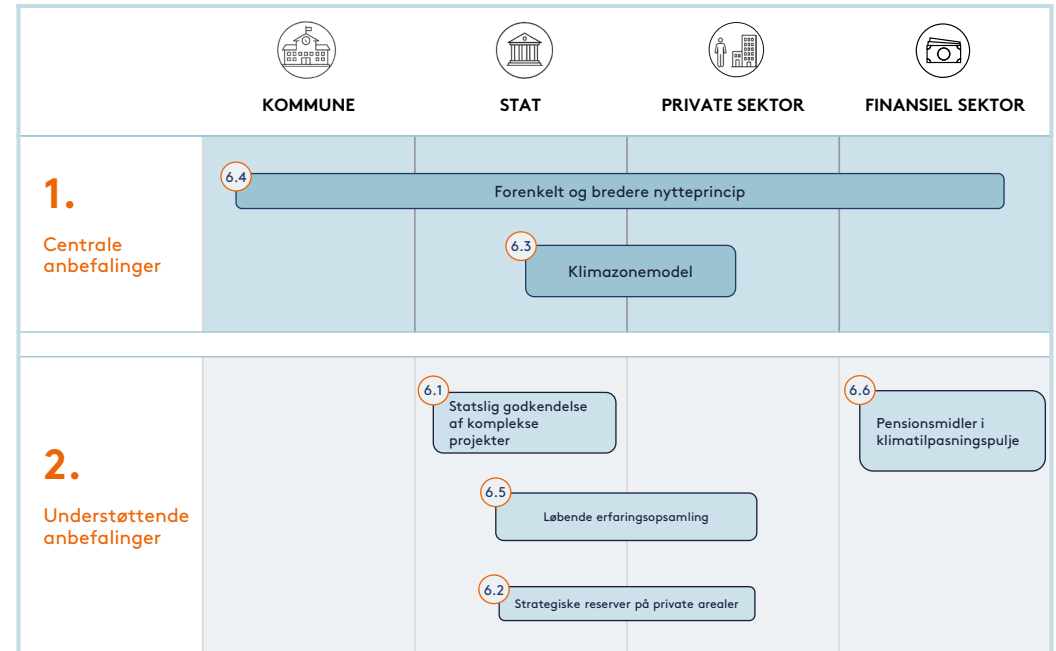 KOMMUNE
STAT
PRIVATE SEKTOR
FINANSIEL SEKTOR
1.
Centrale
anbefalinger
6.4
Forenkelt og bredere nytteprincip
6.3
Klimazonemodel
2.
Understøttende
anbefalinger
6.1
Statslig godkendelse
af komplekse
projekter
6.6
Pensionsmidler i
klimatilpasningspulje
6.5
Løbende erfaringsopsamling
6.2
Strategiske reserver på private arealer